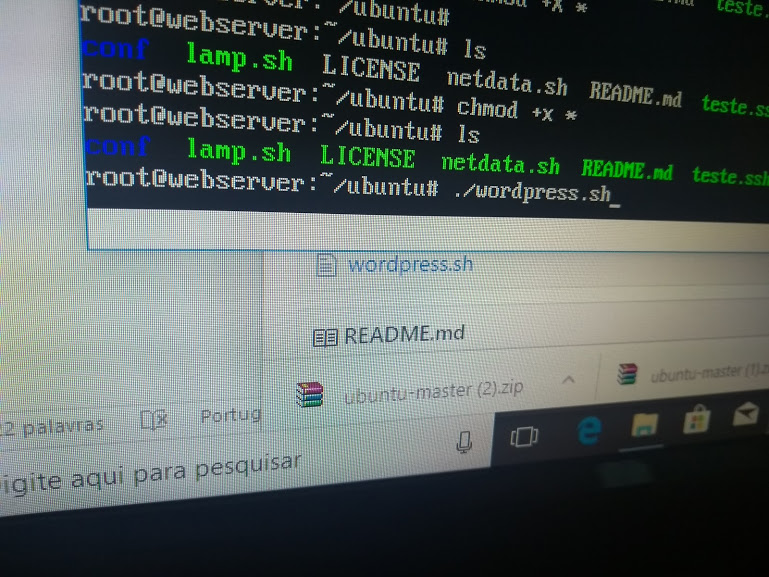 chmod +x *
root@webserver:~/ubuntu#
root@webserver:~/ubuntu# ls
conf lamp.sh LICENSE netdata.sh README.md teste.ss
root@webserver:~/ubuntu# chmod +x *
root@webserver:~/ubuntu# ls
conf lamp.sh LICENSE netdata.sh README.md teste.ssh
root@webserver:~/ubuntu# ./wordpress.sh_
wordpress.sh
README.md
ubuntu-master (2).zip ubuntu-master (1).z
2 palavras Portug
igite aqui para pesquisar